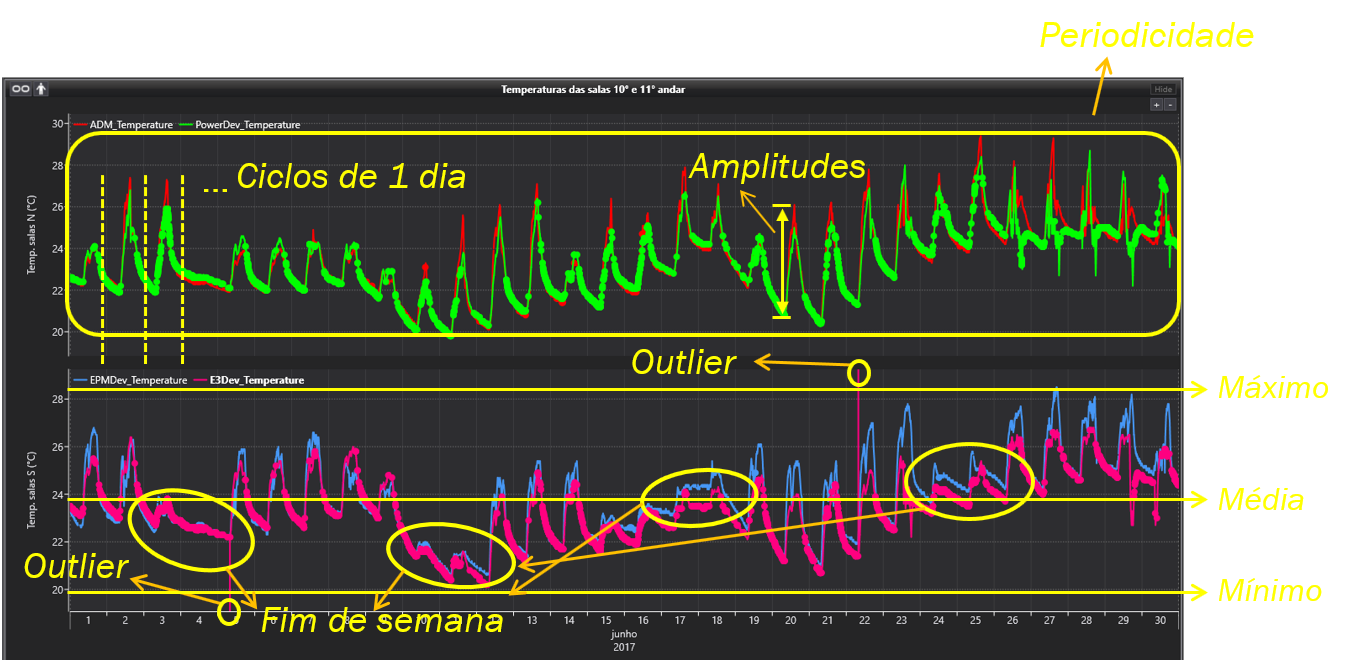 Periodicidade
Temperaturas das salas 10° e 11° andar
Hide
+ -
ADM_Temperature PowerDev_Temperature
30
28
26
24
22
20
Temp. salas N (°C)
... Ciclos de 1 dia
Amplitudes
Outlier
EPMDev_Temperature E3Dev_Temperature
28
26
24
22
20
Temp. salas S (°C)
Máximo
Média
Mínimo
Outlier
Fim de semana
1 2 3 4 5 6 7 8 9 10 11 12 13 14 15 16 17 18 19 20 21 22 23 24 25 26 27 28 29 30
junho
2017